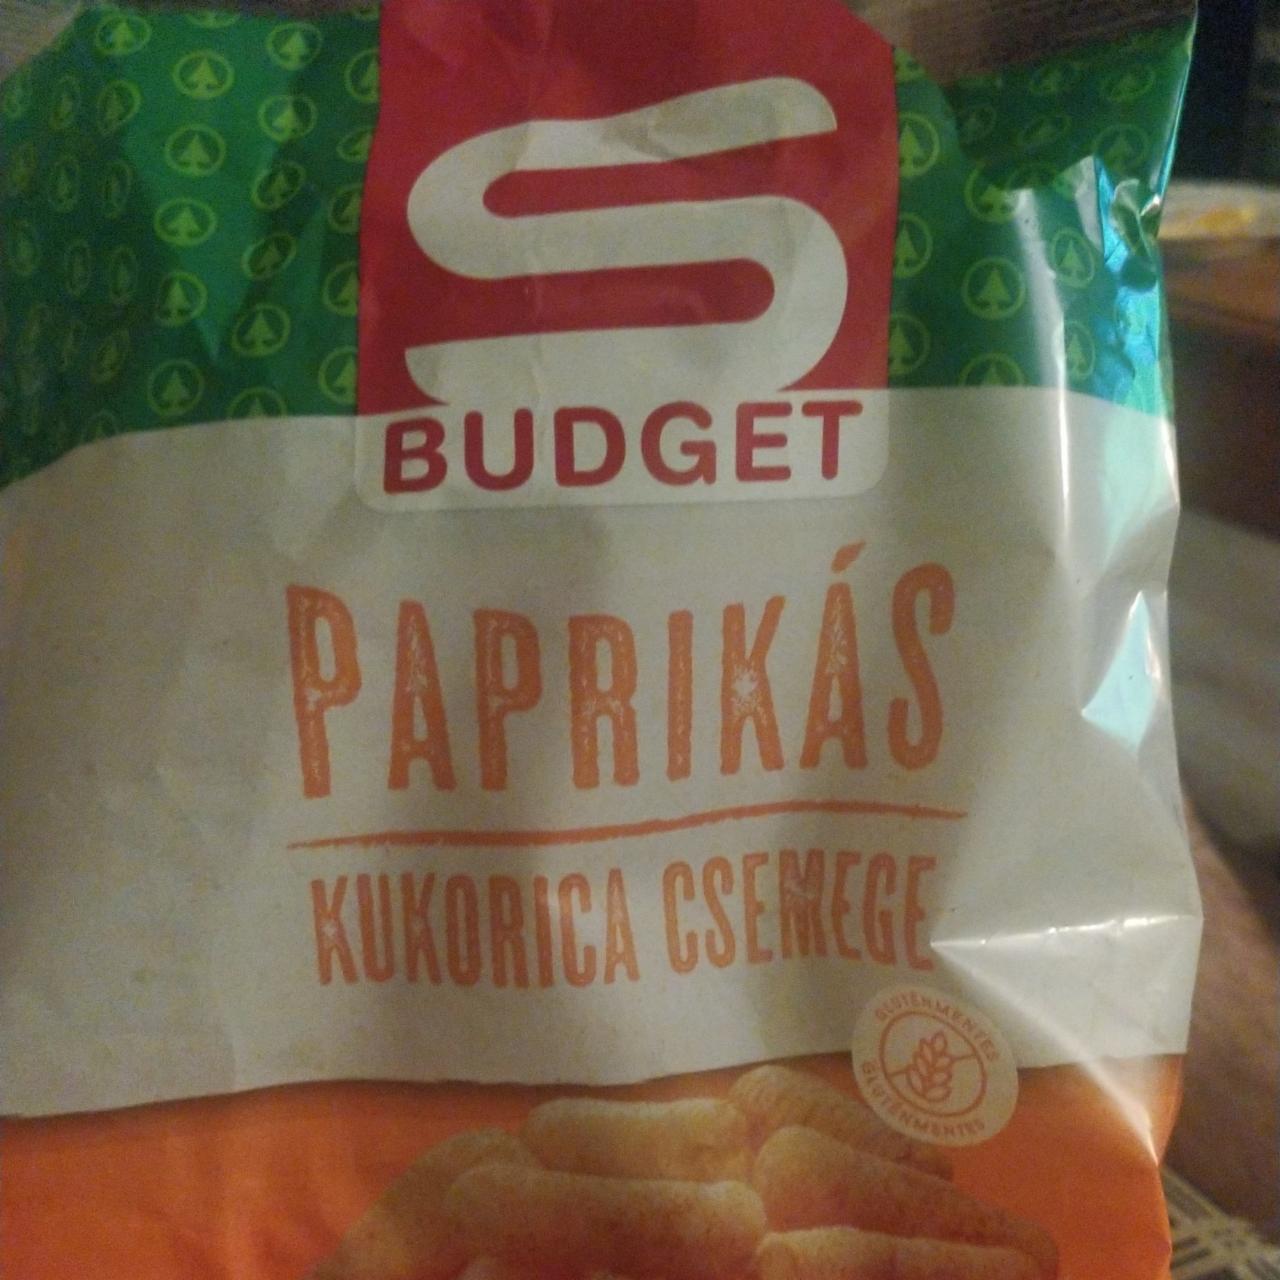 S
BUDGET
PAPRIKÁS
KUKORICA CSEMEGE
GLUTÉNMENTES
GLUTÉNMENTES